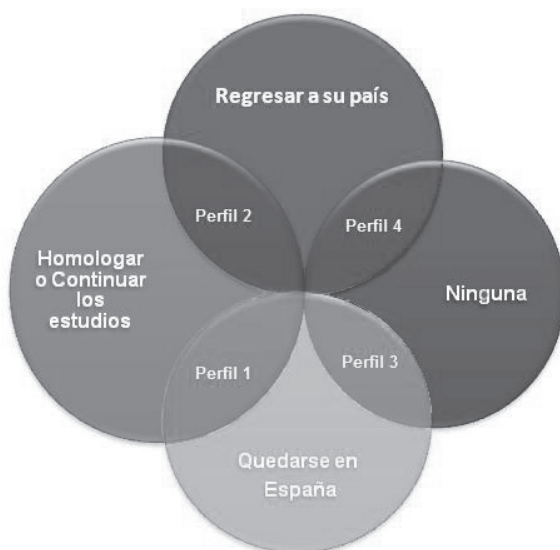 Regresar a su país
Perfil 2
Perfil 4
Homologar
o Continuar
los
estudios
Ninguna
Perfil 1
Perfil 3
Quedarse en
España